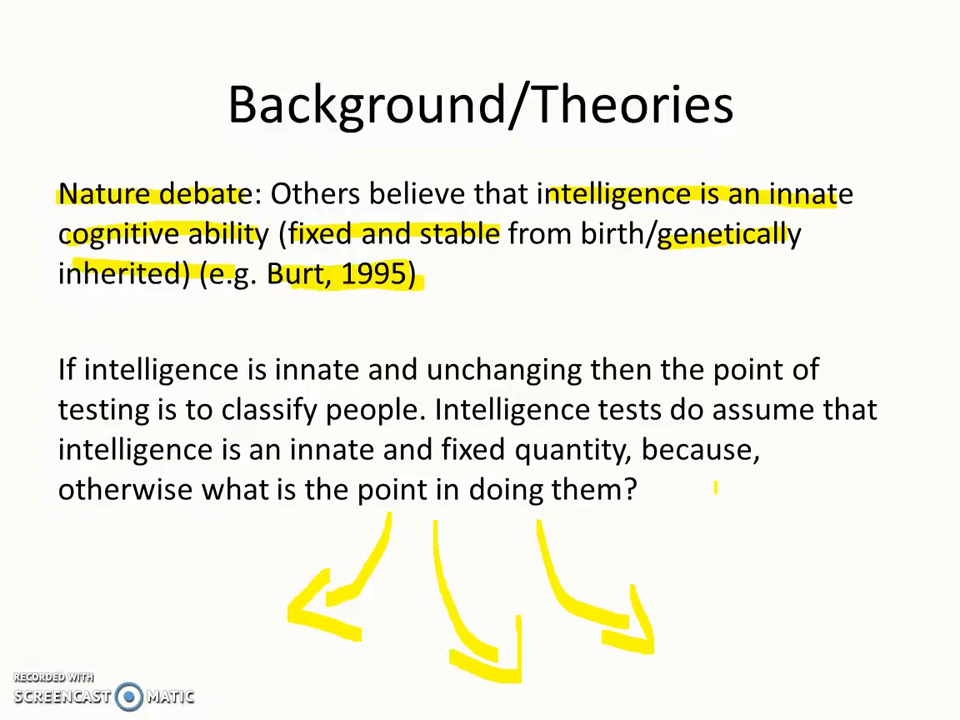 Background/Theories
Nature debate: Others believe that intelligence is an innate
cognitive ability (fixed and stable from birth/genetically
inherited) (e.g. Burt, 1995)
If intelligence is innate and unchanging then the point of
testing is to classify people. Intelligence tests do assume that
intelligence is an innate and fixed quantity, because,
otherwise what is the point in doing them?
RECORDED WITH
SCREENCAST MATIC